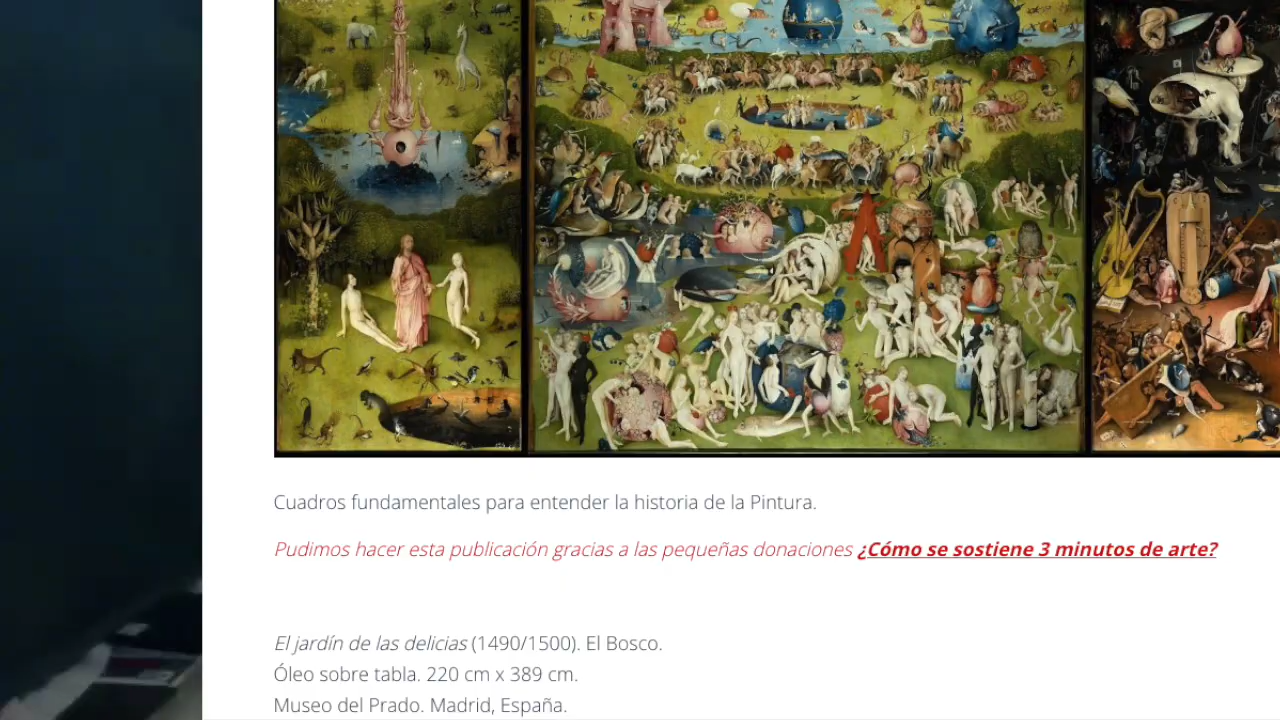 Cuadros fundamentales para entender la historia de la Pintura.
Pudimos hacer esta publicación gracias a las pequeñas donaciones ¿Cómo se sostiene 3 minutos de arte?
El jardín de las delicias (1490/1500). El Bosco.
Óleo sobre tabla. 220 cm x 389 cm.
Museo del Prado. Madrid, España.